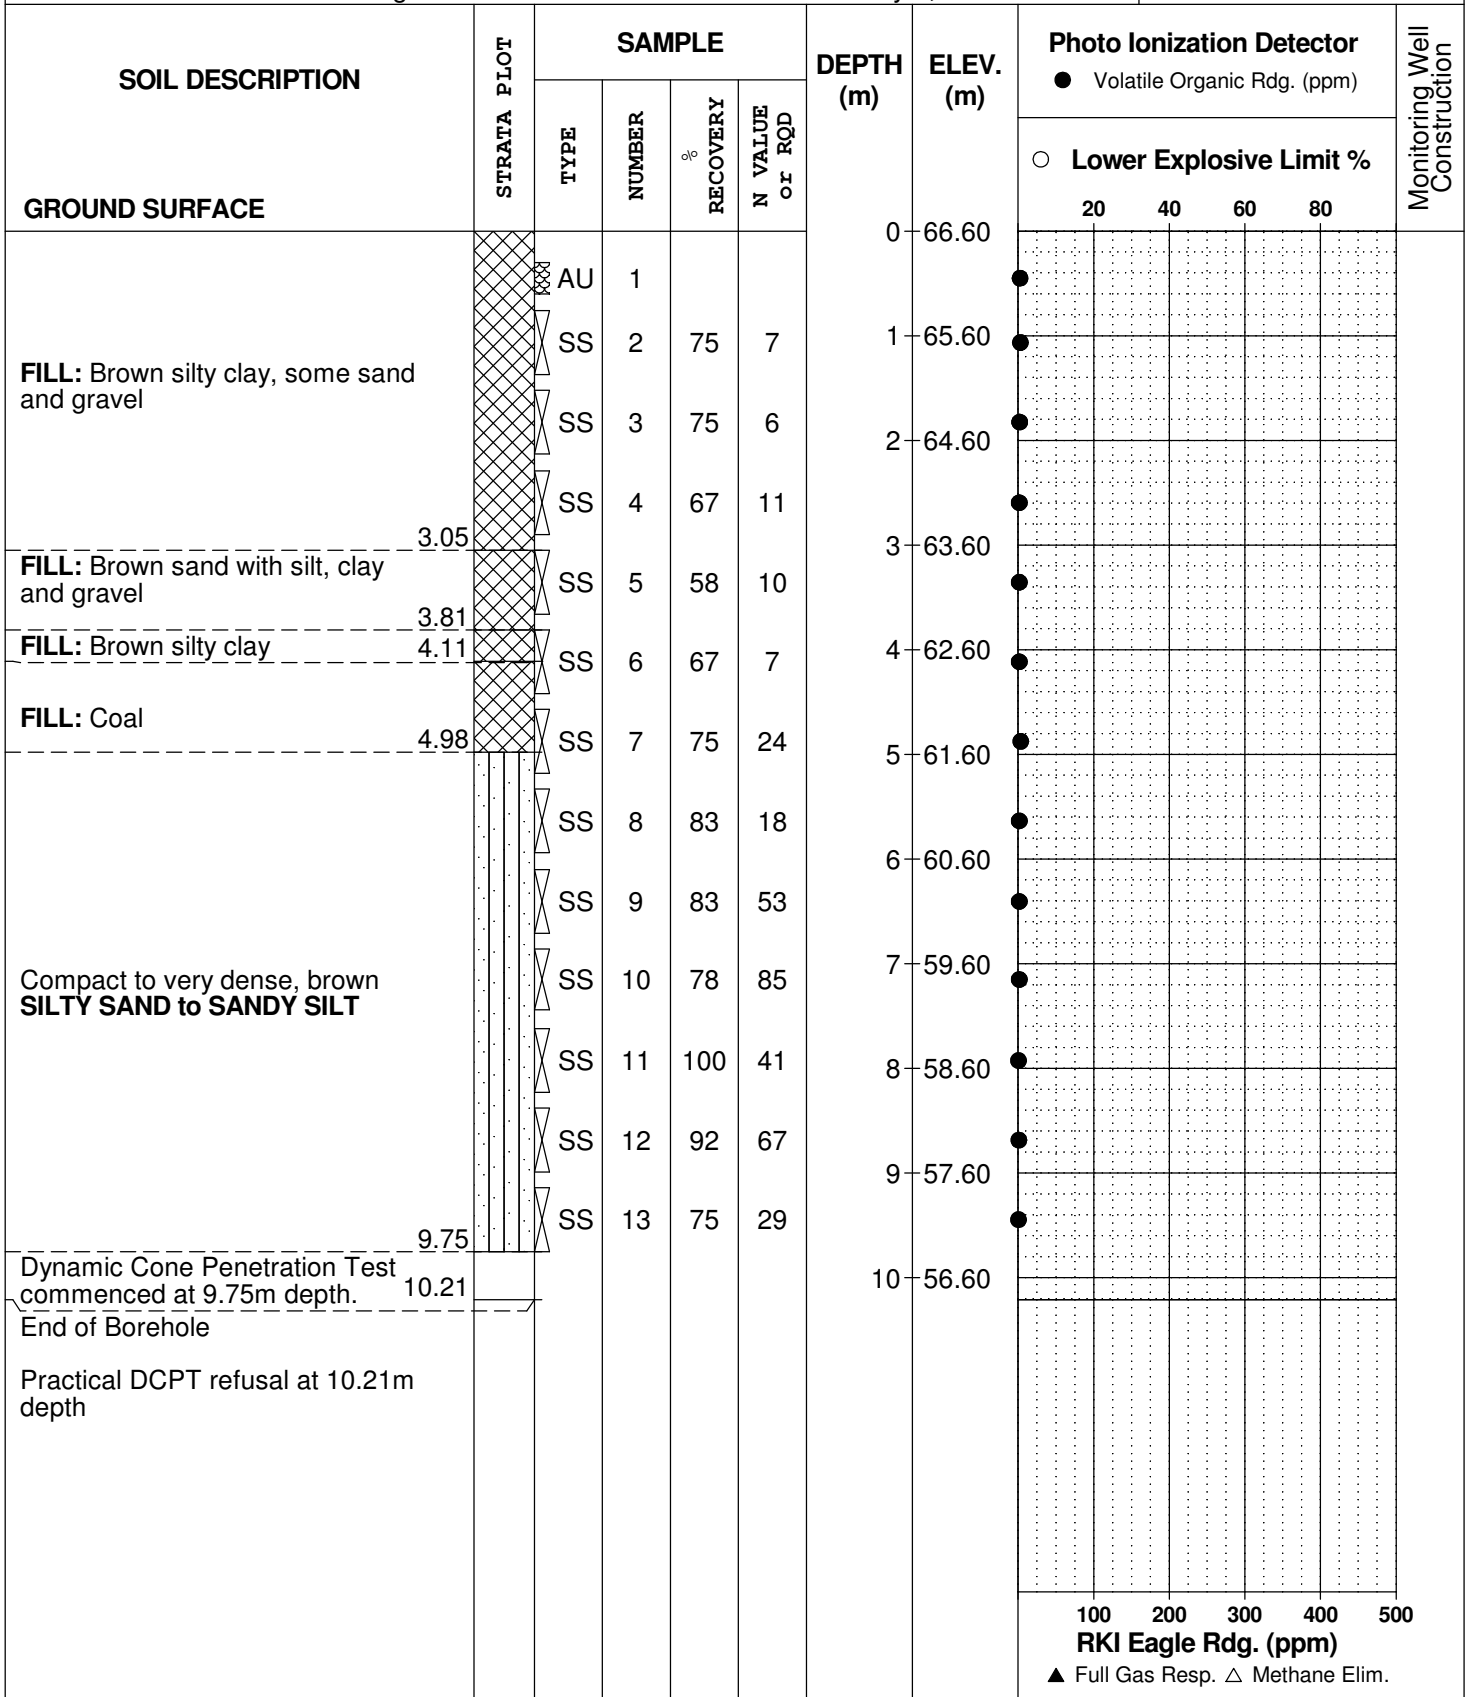 SOIL DESCRIPTION
GROUND SURFACE
STRATA PLOT
SAMPLE
TYPE
NUMBER
%
RECOVERY
N VALUE
or RQD
DEPTH
(m)
ELEV.
(m)
Photo Ionization Detector
● Volatile Organic Rdg. (ppm)
○ Lower Explosive Limit %
20 40 60 80
Monitoring Well
Construction
0 66.60
AU 1
SS 2 75 7
1 65.60
FILL: Brown silty clay, some sand
and gravel
SS 3 75 6
2 64.60
SS 4 67 11
3.05
3 63.60
FILL: Brown sand with silt, clay
and gravel
SS 5 58 10
3.81
FILL: Brown silty clay 4.11
4 62.60
SS 6 67 7
FILL: Coal
4.98
SS 7 75 24
5 61.60
SS 8 83 18
6 60.60
SS 9 83 53
7 59.60
Compact to very dense, brown
SILTY SAND to SANDY SILT
SS 10 78 85
SS 11 100 41
8 58.60
SS 12 92 67
9 57.60
SS 13 75 29
9.75
Dynamic Cone Penetration Test
commenced at 9.75m depth. 10.21
10 56.60
End of Borehole
Practical DCPT refusal at 10.21m
depth
100 200 300 400 500
RKI Eagle Rdg. (ppm)
▲ Full Gas Resp. △ Methane Elim.